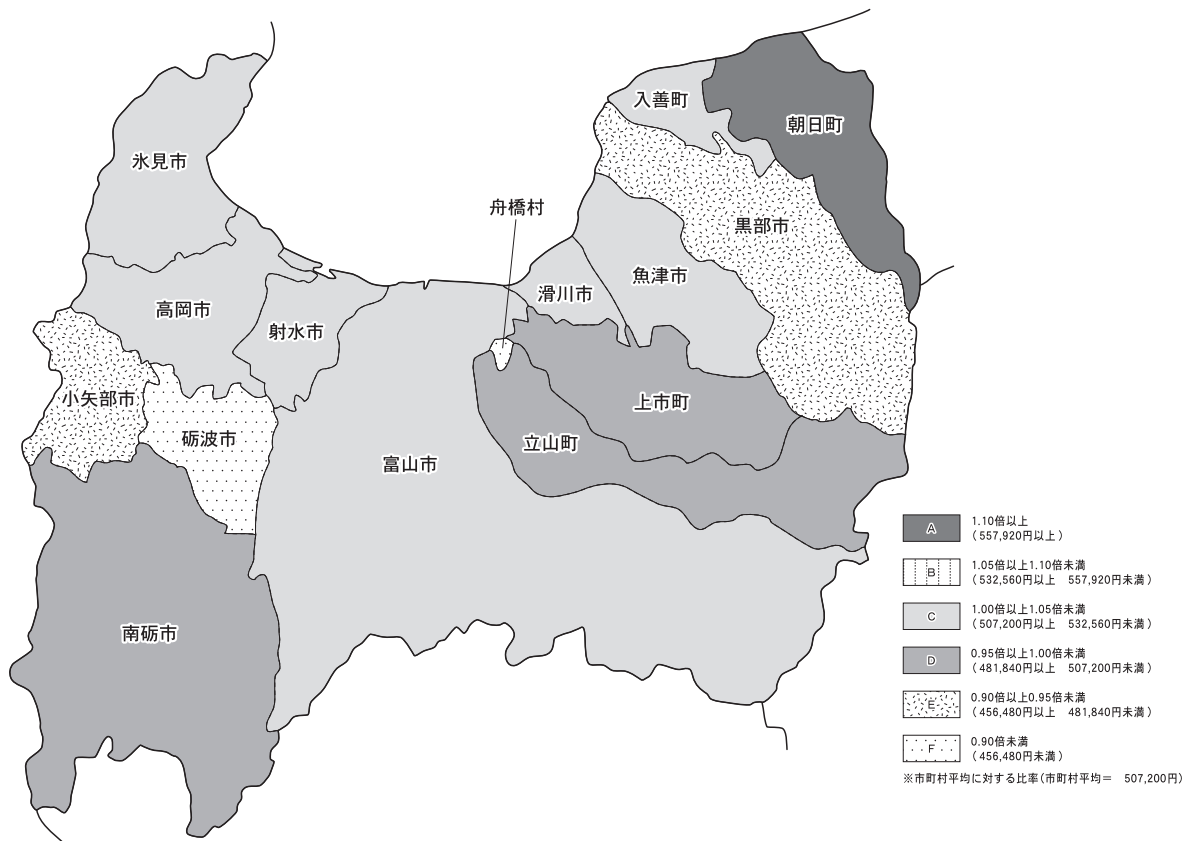 入善町
朝日町
氷見市
舟橋村
黒部市
魚津市
滑川市
高岡市
射水市
小矢部市
上市町
砺波市
立山町
富山市
南砺市
A 1.10倍以上
(557,920円以上)
B 1.05倍以上1.10倍未満
(532,560円以上 557,920円未満)
C 1.00倍以上1.05倍未満
(507,200円以上 532,560円未満)
D 0.95倍以上1.00倍未満
(481,840円以上 507,200円未満)
E 0.90倍以上0.95倍未満
(456,480円以上 481,840円未満)
F 0.90倍未満
(456,480円未満)
※市町村平均に対する比率(市町村平均＝ 507,200円)